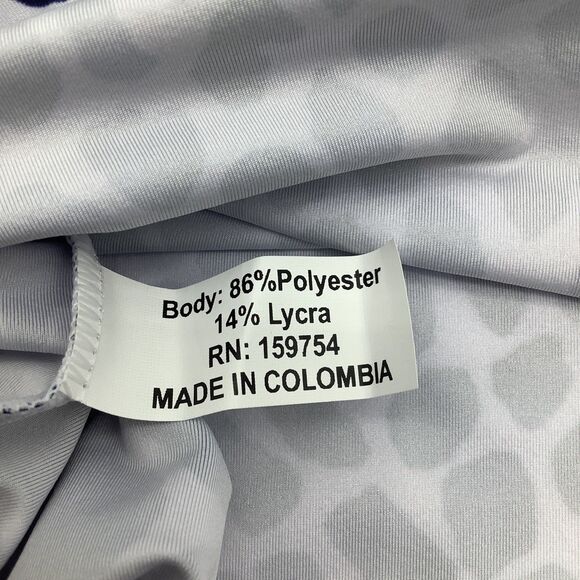 Body: 86%Polyester
14% Lycra
RN: 159754
MADE IN COLOMBIA